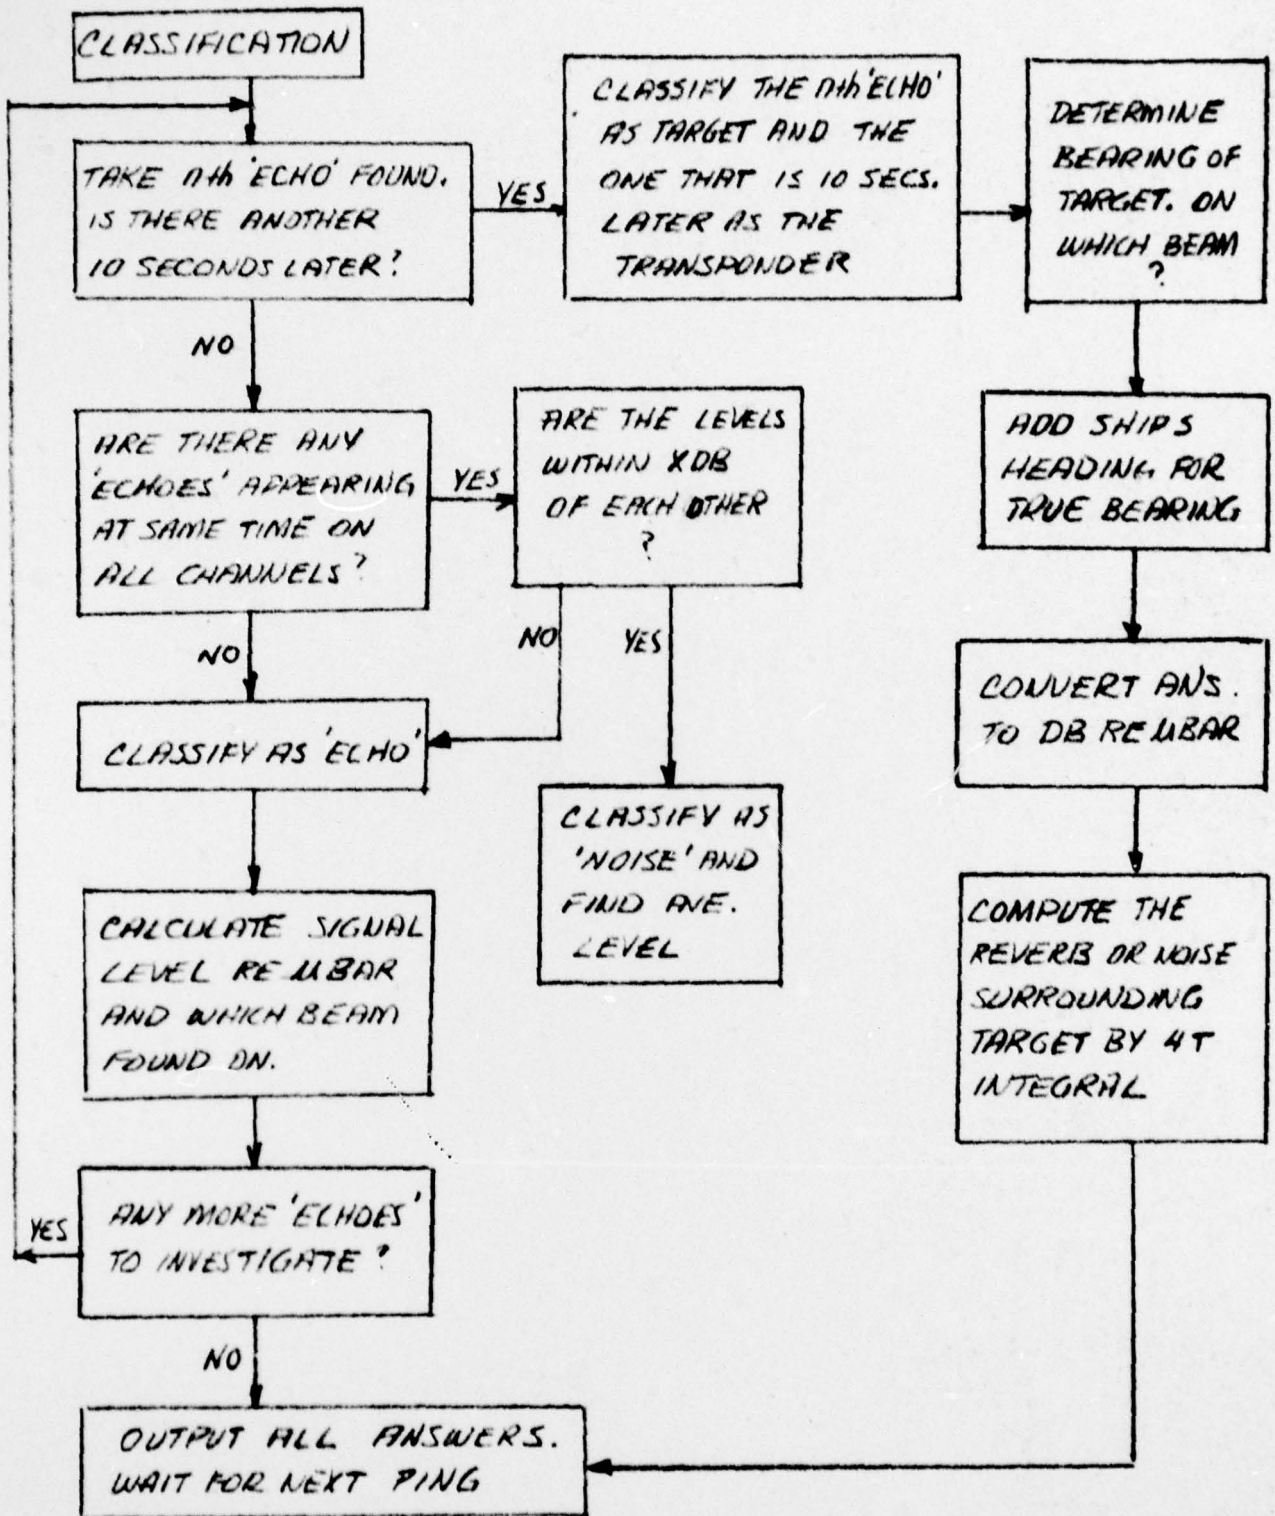 CLASSIFICATION
TAKE nth 'ECHO' FOUND.
IS THERE ANOTHER
10 SECONDS LATER?
YES
CLASSIFY THE nth 'ECHO'
AS TARGET AND THE
ONE THAT IS 10 SECS.
LATER AS THE
TRANSPONDER
DETERMINE
BEARING OF
TARGET. ON
WHICH BEAM
?
NO
ARE THERE ANY
'ECHOES' APPEARING
AT SAME TIME ON
ALL CHANNELS?
YES
ARE THE LEVELS
WITHIN XDB
OF EACH OTHER
?
ADD SHIPS
HEADING FOR
TRUE BEARING
NO
NO
YES
CLASSIFY AS 'ECHO'
CONVERT ANS.
TO DB RE µBAR
CLASSIFY AS
'NOISE' AND
FIND AVE.
LEVEL
CALCULATE SIGNAL
LEVEL RE µBAR
AND WHICH BEAM
FOUND ON.
COMPUTE THE
REVERB OR NOISE
SURROUNDING
TARGET BY 4T
INTEGRAL
YES
ANY MORE 'ECHOES'
TO INVESTIGATE?
NO
OUTPUT ALL ANSWERS.
WAIT FOR NEXT PING